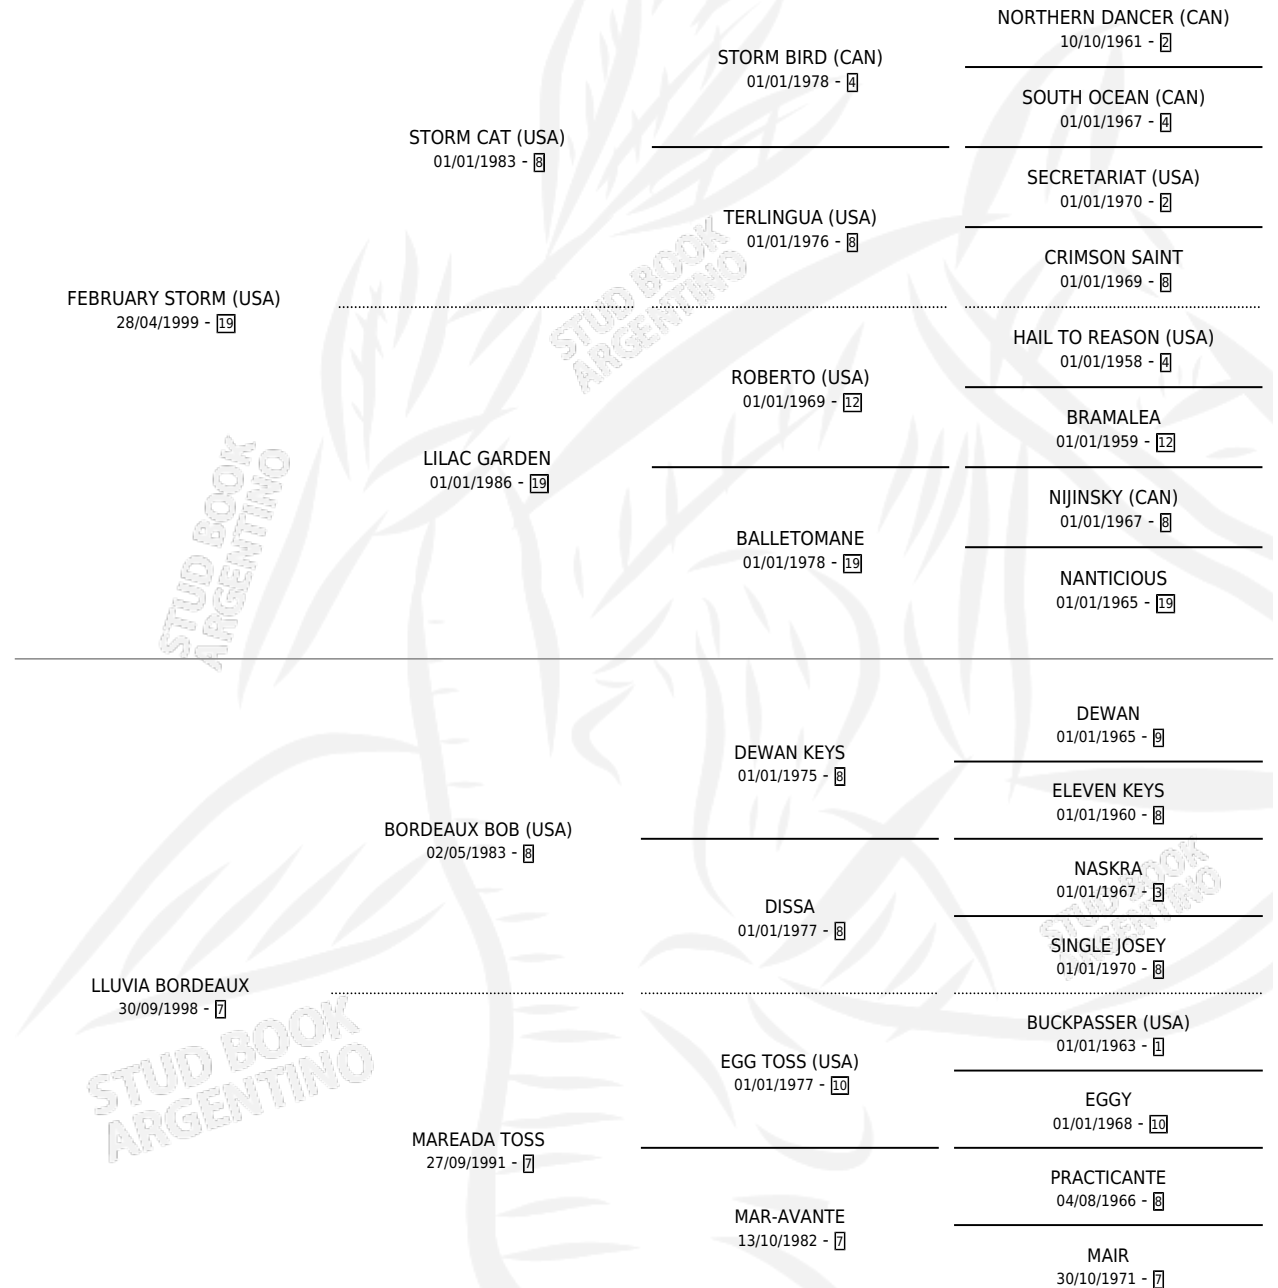 NORTHERN DANCER (CAN)
10/10/1961 - 2
STORM BIRD (CAN)
01/01/1978 - 4
SOUTH OCEAN (CAN)
01/01/1967 - 4
STORM CAT (USA)
01/01/1983 - 8
SECRETARIAT (USA)
01/01/1970 - 2
TERLINGUA (USA)
01/01/1976 - 8
CRIMSON SAINT
01/01/1969 - 8
FEBRUARY STORM (USA)
28/04/1999 - 19
HAIL TO REASON (USA)
01/01/1958 - 4
ROBERTO (USA)
01/01/1969 - 12
BRAMALEA
01/01/1959 - 12
LILAC GARDEN
01/01/1986 - 19
NIJINSKY (CAN)
01/01/1967 - 8
BALLETOMANE
01/01/1978 - 19
NANTICIOUS
01/01/1965 - 19
DEWAN
01/01/1965 - 9
DEWAN KEYS
01/01/1975 - 8
ELEVEN KEYS
01/01/1960 - 8
BORDEAUX BOB (USA)
02/05/1983 - 8
NASKRA
01/01/1967 - 3
DISSA
01/01/1977 - 8
SINGLE JOSEY
01/01/1970 - 8
LLUVIA BORDEAUX
30/09/1998 - 7
BUCKPASSER (USA)
01/01/1963 - 1
EGG TOSS (USA)
01/01/1977 - 10
EGGY
01/01/1968 - 10
MAREADA TOSS
27/09/1991 - 7
PRACTICANTE
04/08/1966 - 8
MAR-AVANTE
13/10/1982 - 7
MAIR
30/10/1971 - 7
STUD BOOK
ARGENTINO
STUD BOOK
ARGENTINO
STUD BOOK
ARGENTINO
STUD BOOK
ARGENTINO